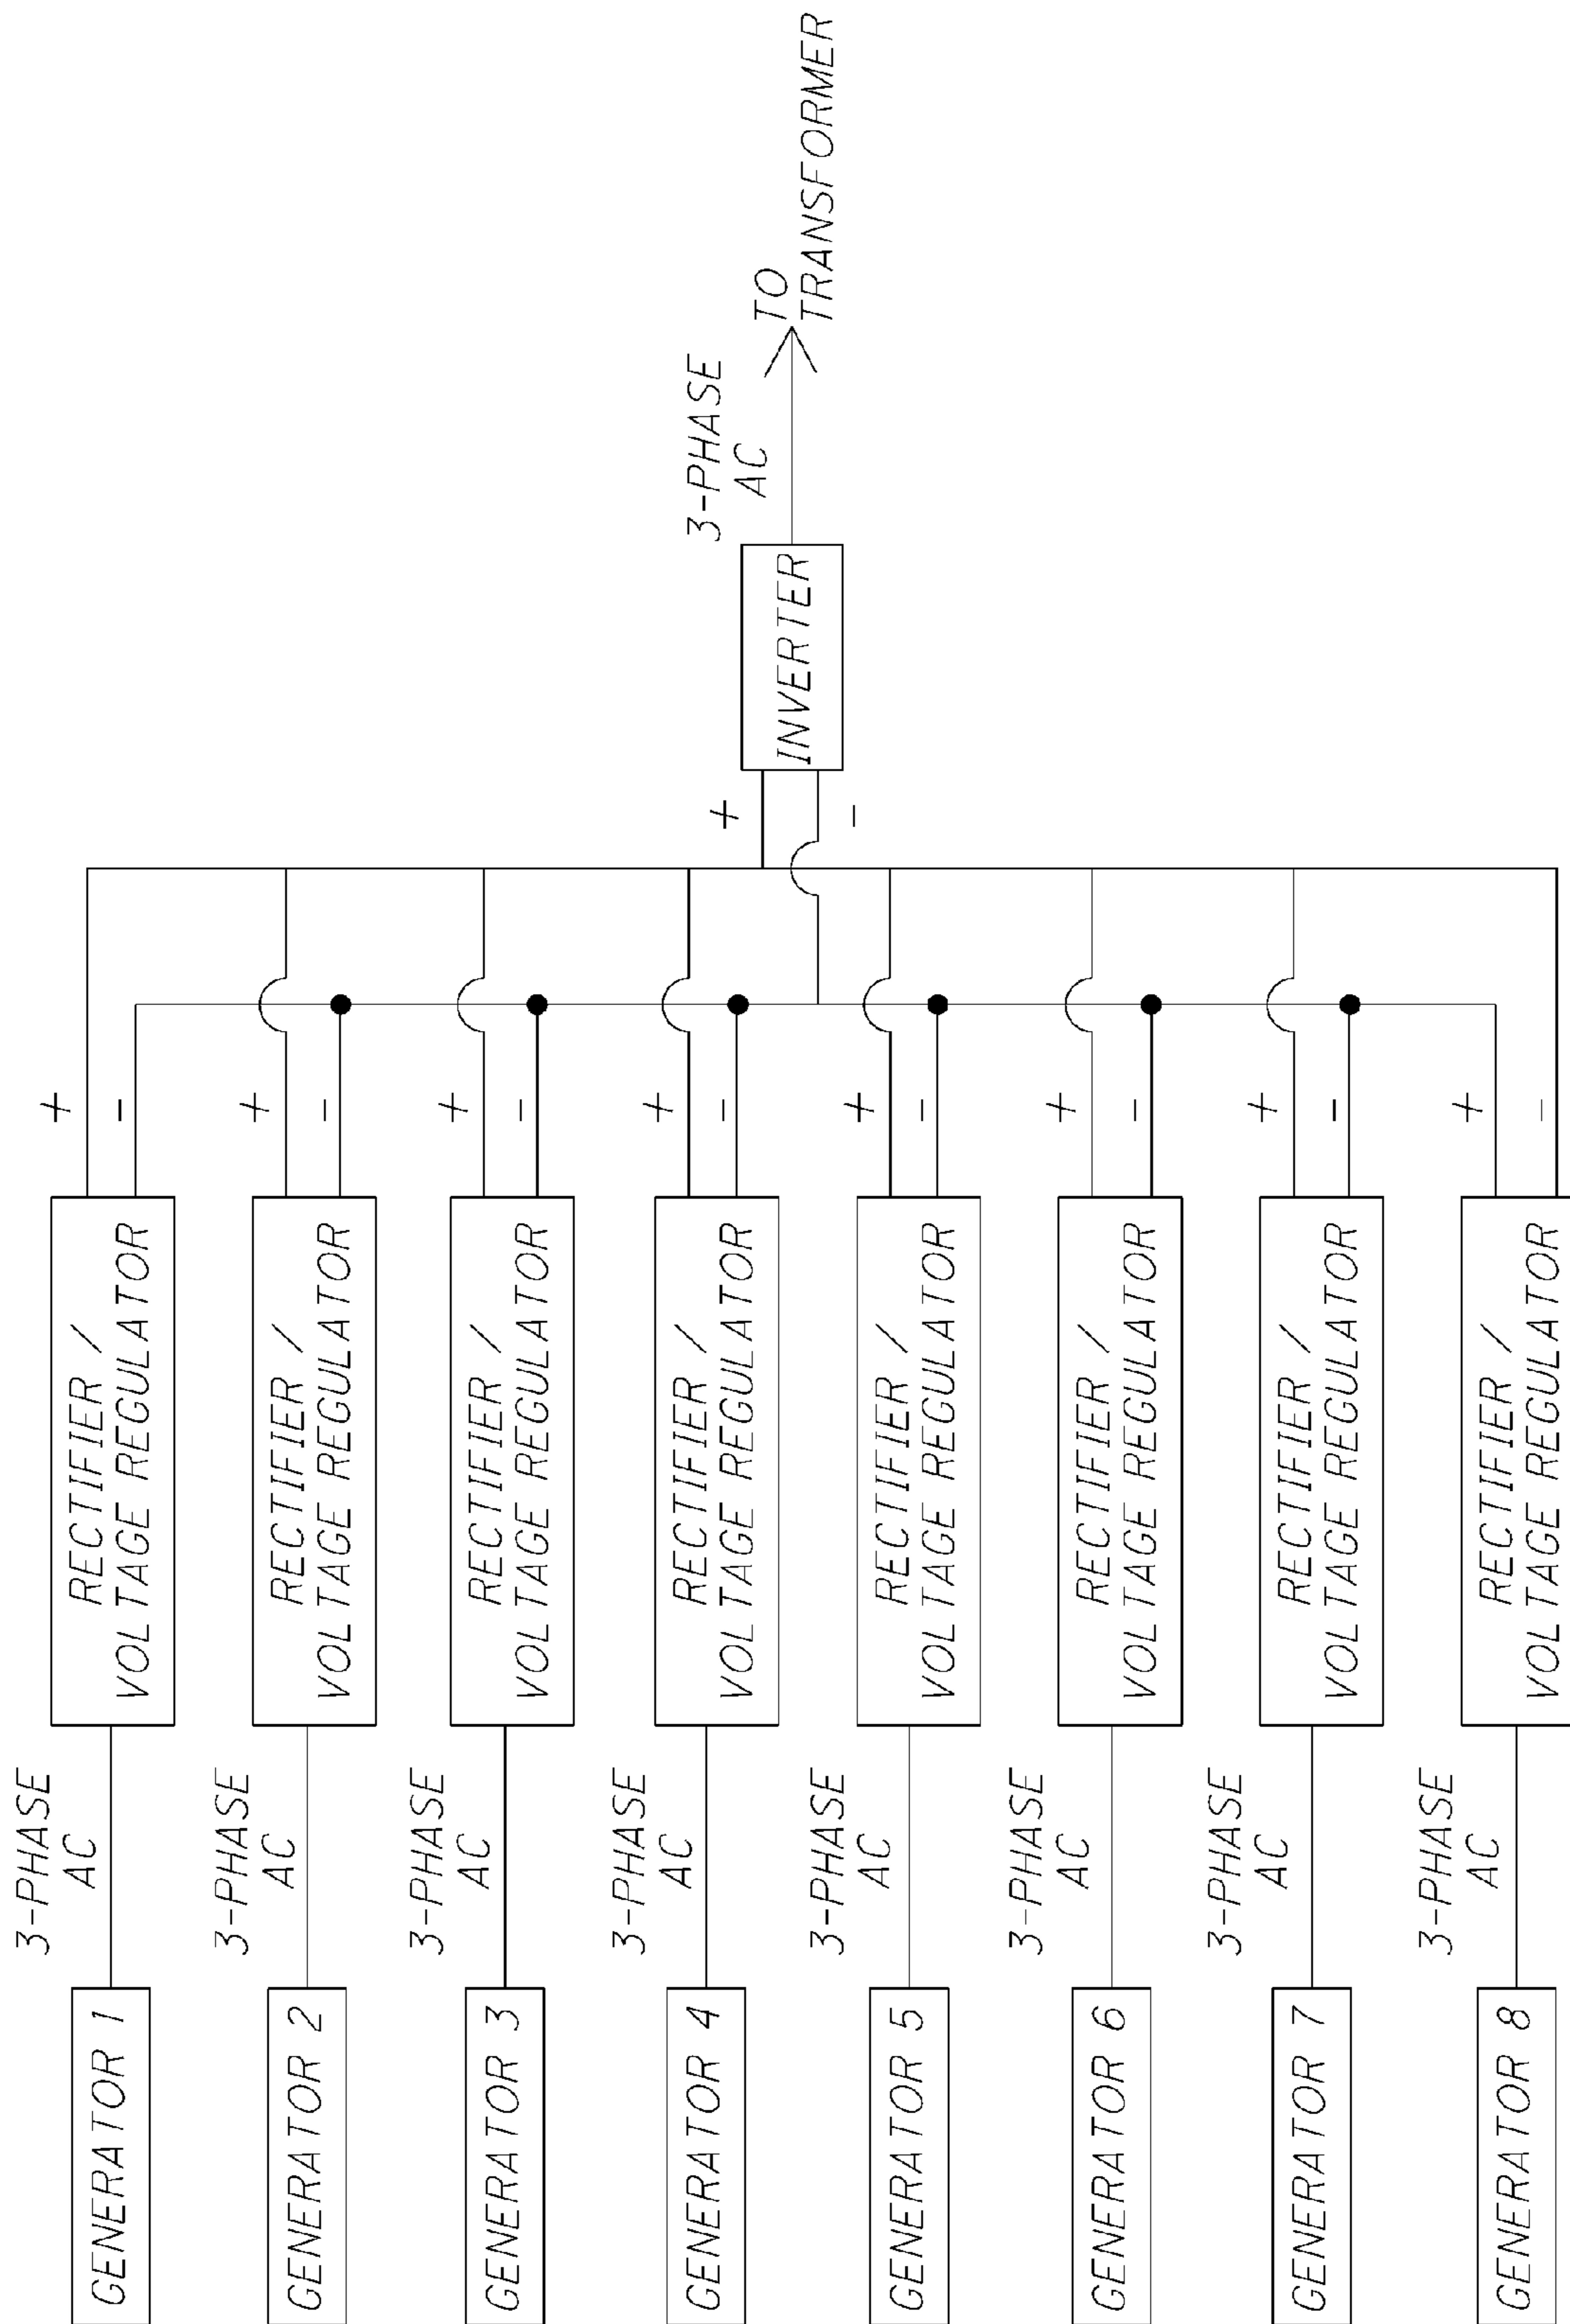 GENERATOR 1
3-PHASE
AC
RECTIFIER/
VOLTAGE REGULATOR
+
-
GENERATOR 2
3-PHASE
AC
RECTIFIER/
VOLTAGE REGULATOR
+
-
GENERATOR 3
3-PHASE
AC
RECTIFIER/
VOLTAGE REGULATOR
+
-
GENERATOR 4
3-PHASE
AC
RECTIFIER/
VOLTAGE REGULATOR
+
-
GENERATOR 5
3-PHASE
AC
RECTIFIER/
VOLTAGE REGULATOR
+
-
GENERATOR 6
3-PHASE
AC
RECTIFIER/
VOLTAGE REGULATOR
+
-
GENERATOR 7
3-PHASE
AC
RECTIFIER/
VOLTAGE REGULATOR
+
-
GENERATOR 8
3-PHASE
AC
RECTIFIER/
VOLTAGE REGULATOR
+
-
+
-
INVERTER
3-PHASE
AC
TO
TRANSFORMER